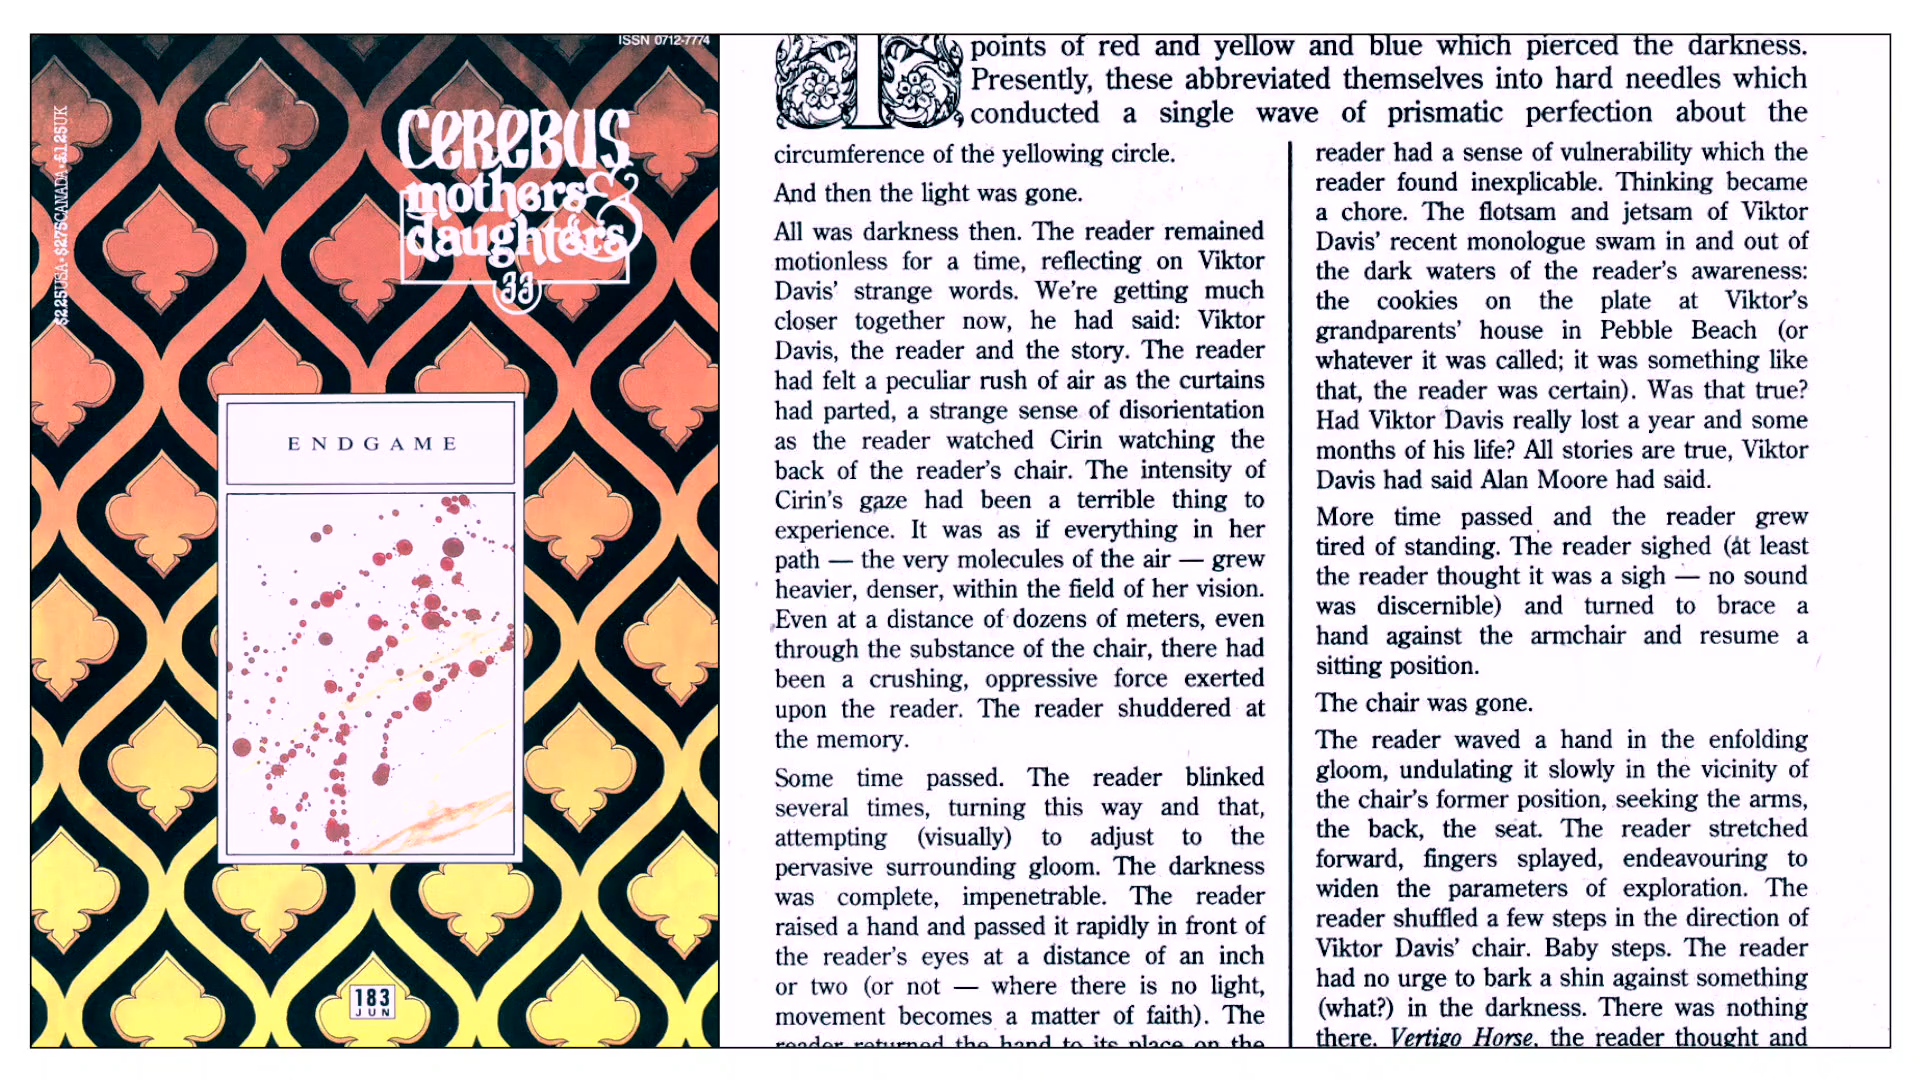 ISSN 0712-7774
$2.25USA•$2.75CANADA•£1.25UK
CEREBUS
mothers &
daughters
33
ENDGAME
183
JUN
points of red and yellow and blue which pierced the darkness.
Presently, these abbreviated themselves into hard needles which
conducted a single wave of prismatic perfection about the
circumference of the yellowing circle.
And then the light was gone.
All was darkness then. The reader remained
motionless for a time, reflecting on Viktor
Davis' strange words. We're getting much
closer together now, he had said: Viktor
Davis, the reader and the story. The reader
had felt a peculiar rush of air as the curtains
had parted, a strange sense of disorientation
as the reader watched Cirin watching the
back of the reader's chair. The intensity of
Cirin's gaze had been a terrible thing to
experience. It was as if everything in her
path — the very molecules of the air — grew
heavier, denser, within the field of her vision.
Even at a distance of dozens of meters, even
through the substance of the chair, there had
been a crushing, oppressive force exerted
upon the reader. The reader shuddered at
the memory.
Some time passed. The reader blinked
several times, turning this way and that,
attempting (visually) to adjust to the
pervasive surrounding gloom. The darkness
was complete, impenetrable. The reader
raised a hand and passed it rapidly in front of
the reader's eyes at a distance of an inch
or two (or not — where there is no light,
movement becomes a matter of faith). The
reader returned the hand to its place on the
reader had a sense of vulnerability which the
reader found inexplicable. Thinking became
a chore. The flotsam and jetsam of Viktor
Davis' recent monologue swam in and out of
the dark waters of the reader's awareness:
the cookies on the plate at Viktor's
grandparents' house in Pebble Beach (or
whatever it was called; it was something like
that, the reader was certain). Was that true?
Had Viktor Davis really lost a year and some
months of his life? All stories are true, Viktor
Davis had said Alan Moore had said.
More time passed and the reader grew
tired of standing. The reader sighed (at least
the reader thought it was a sigh — no sound
was discernible) and turned to brace a
hand against the armchair and resume a
sitting position.
The chair was gone.
The reader waved a hand in the enfolding
gloom, undulating it slowly in the vicinity of
the chair's former position, seeking the arms,
the back, the seat. The reader stretched
forward, fingers splayed, endeavouring to
widen the parameters of exploration. The
reader shuffled a few steps in the direction of
Viktor Davis' chair. Baby steps. The reader
had no urge to bark a shin against something
(what?) in the darkness. There was nothing
there. Vertigo Horse, the reader thought and